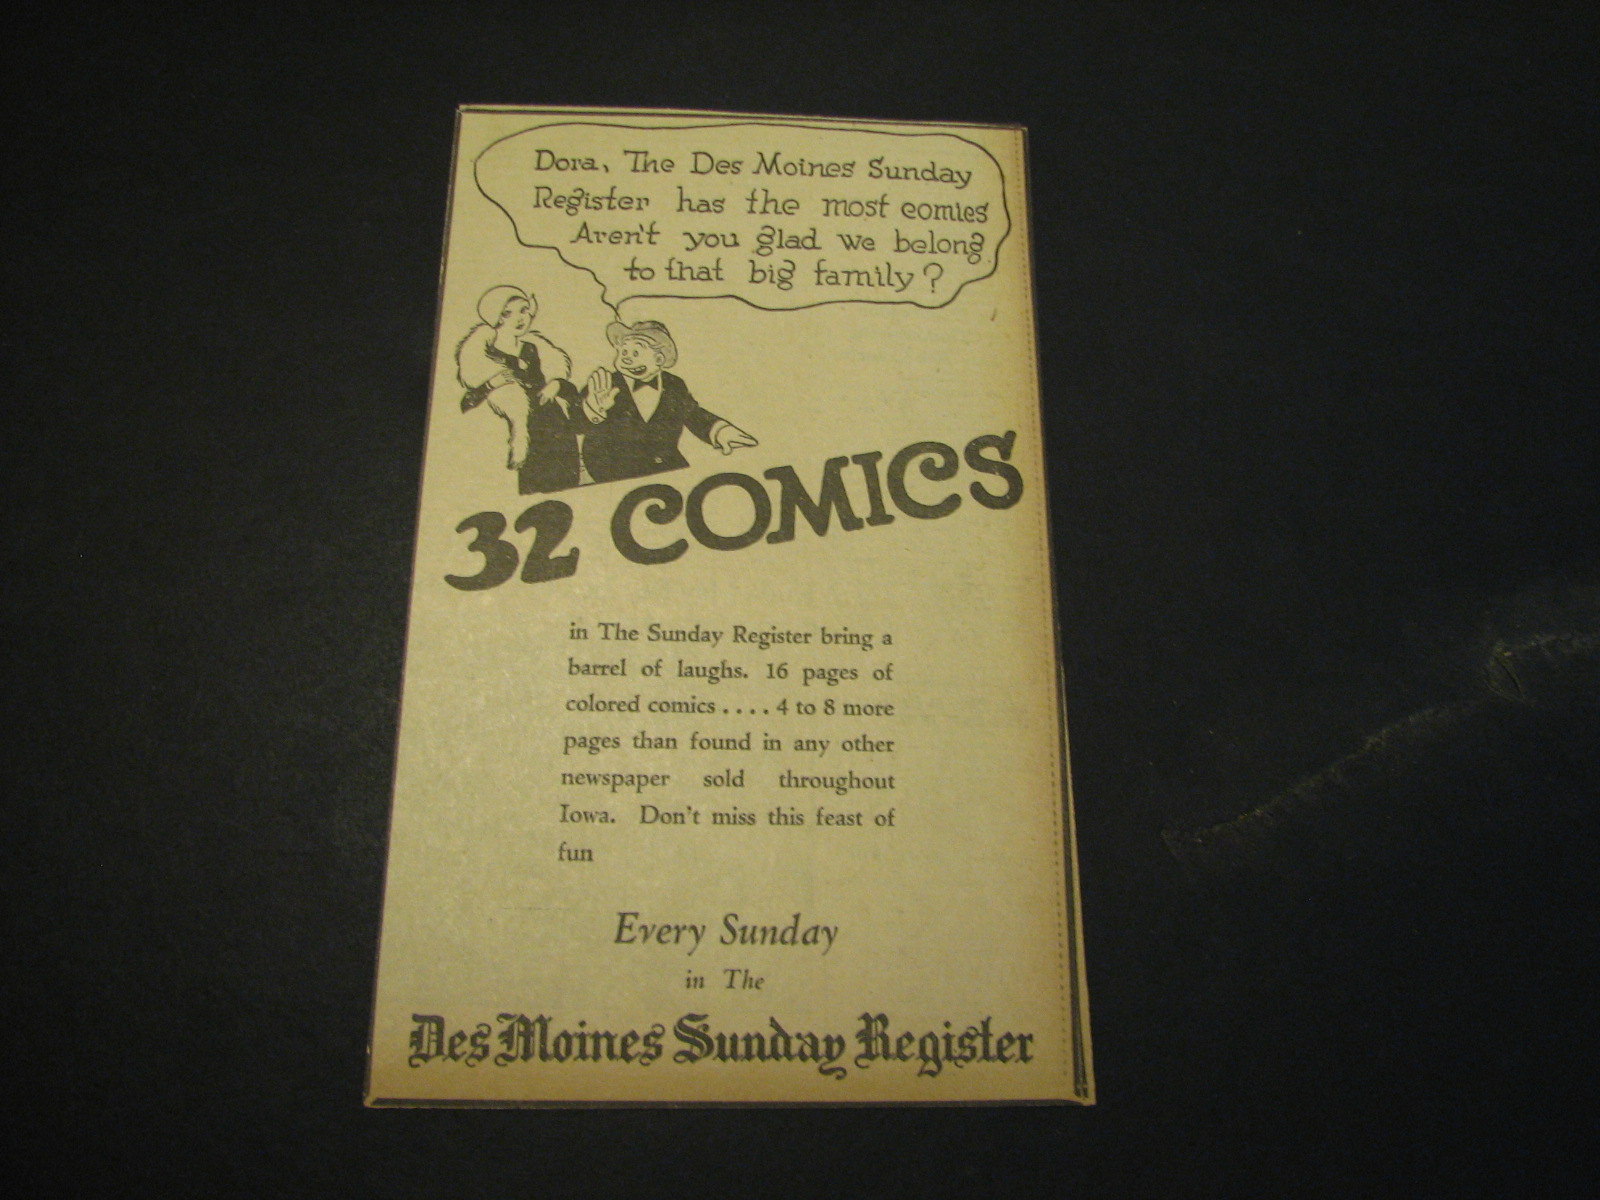 Dora, The Des Moines Sunday
Register has the most comics
Aren't you glad we belong
to that big family?
32 COMICS
in The Sunday Register bring a
barrel of laughs. 16 pages of
colored comics .... 4 to 8 more
pages than found in any other
newspaper sold throughout
Iowa. Don't miss this feast of
fun
Every Sunday
in The
Des Moines Sunday Register